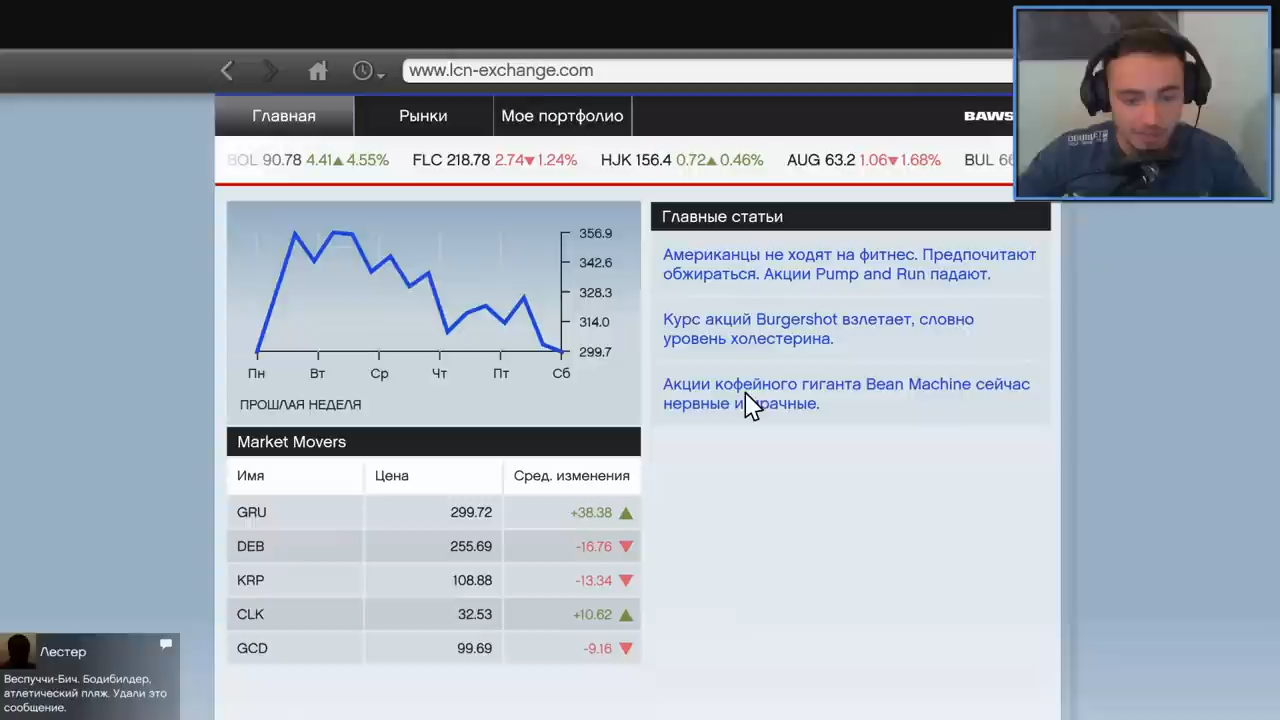 www.lcn-exchange.com
Главная Рынки Мое портфолио BAWS
BOL 90.78 4.41▲4.55% FLC 218.78 2.74▼1.24% HJK 156.4 0.72▲0.46% AUG 63.2 1.06▼1.68% BUL 66
Главные статьи
Американцы не ходят на фитнес. Предпочитают
обжираться. Акции Pump and Run падают.
Курс акций Burgershot взлетает, словно
уровень холестерина.
Акции кофейного гиганта Bean Machine сейчас
нервные и
356.9
342.6
328.3
314.0
299.7
Пн Вт Ср Чт Пт Сб
ПРОШЛАЯ НЕДЕЛЯ
Market Movers
Имя Цена Сред. изменения
GRU 299.72 +38.38 ▲
DEB 255.69 -16.76 ▼
KRP 108.88 -13.34 ▼
CLK 32.53 +10.62 ▲
GCD 99.69 -9.16 ▼
Лестер
Веспуччи-Бич. Бодибилдер,
атлетический пляж. Удали это
сообщение.